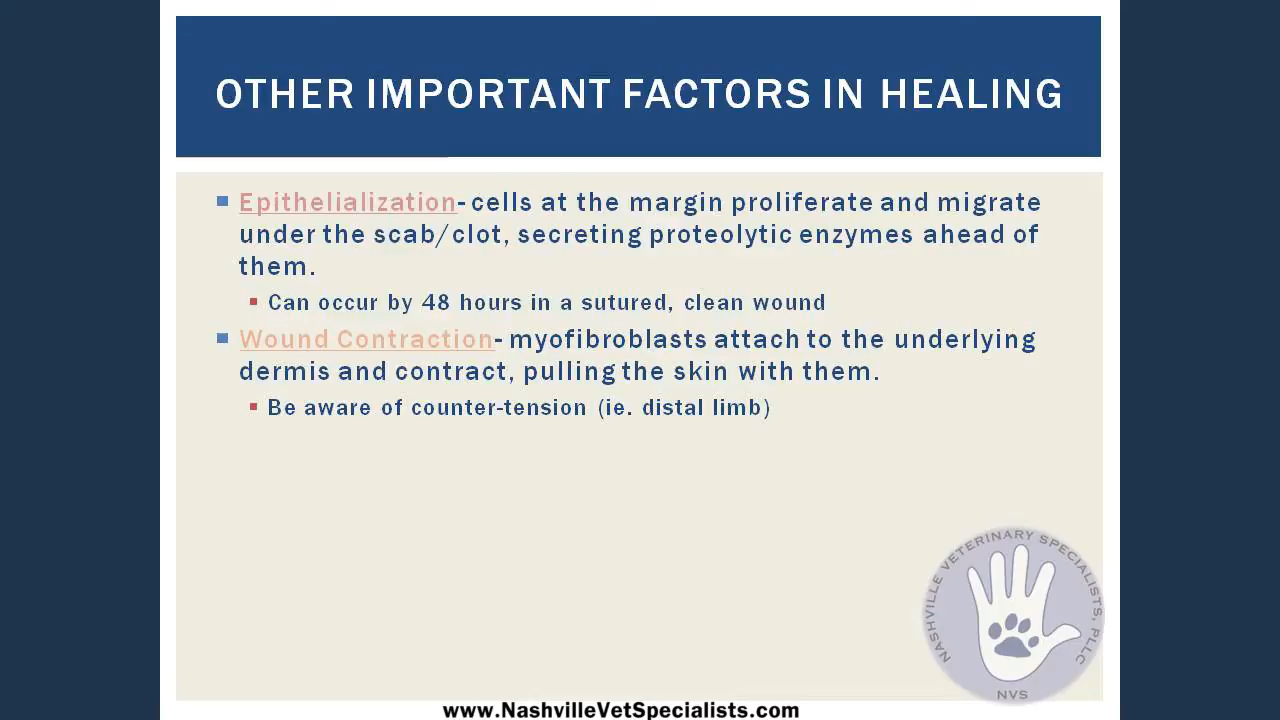 OTHER IMPORTANT FACTORS IN HEALING
Epithelialization- cells at the margin proliferate and migrate
under the scab/clot, secreting proteolytic enzymes ahead of
them.
Can occur by 48 hours in a sutured, clean wound
Wound Contraction- myofibroblasts attach to the underlying
dermis and contract, pulling the skin with them.
Be aware of counter-tension (ie. distal limb)
NASHVILLE VETERINARY SPECIALISTS, PLLC
NVS
www.NashvilleVetSpecialists.com